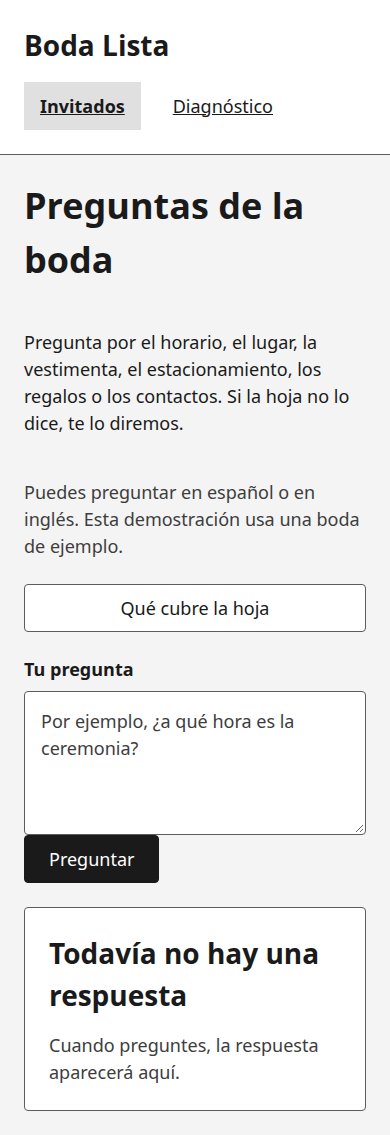 Boda Lista
Invitados
Diagnóstico
Preguntas de la
boda
Pregunta por el horario, el lugar, la
vestimenta, el estacionamiento, los
regalos o los contactos. Si la hoja no lo
dice, te lo diremos.
Puedes preguntar en español o en
inglés. Esta demostración usa una boda
de ejemplo.
Qué cubre la hoja
Tu pregunta
Por ejemplo, ¿a qué hora es la
ceremonia?
Preguntar
Todavía no hay una
respuesta
Cuando preguntes, la respuesta
aparecerá aquí.